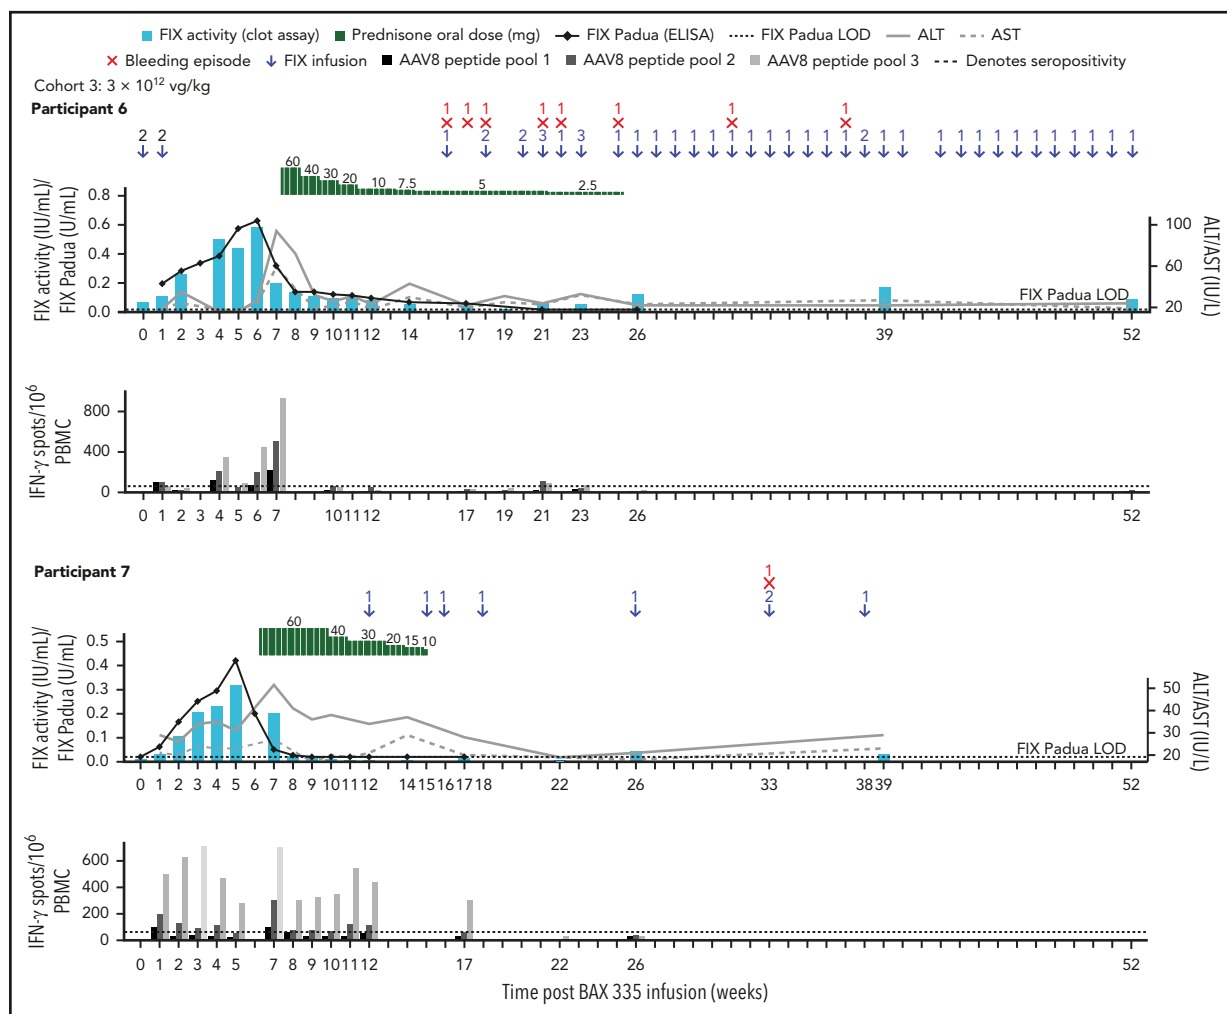 FIX activity (clot assay) Prednisone oral dose (mg) FIX Padua (ELISA) FIX Padua LOD ALT AST
Bleeding episode FIX infusion AAV8 peptide pool 1 AAV8 peptide pool 2 AAV8 peptide pool 3 Denotes seropositivity
Cohort 3: 3 × 10¹² vg/kg
Participant 6
1 1 1 1 1 1 1 1
2 2 1 2 2 3 1 3 1 1 1 1 1 1 1 1 1 1 1 1 1 2 1 1 1 1 1 1 1 1 1 1 1 1 1
60 40 30 20 10 7.5 5 2.5
FIX activity (IU/mL)/
FIX Padua (U/mL)
0.8
0.6
0.4
0.2
0.0
ALT/AST (IU/L)
100
60
20
FIX Padua LOD
0 1 2 3 4 5 6 7 8 9 10 11 12 14 17 19 21 23 26 39 52
IFN-γ spots/10⁶
PBMC
800
400
0
0 1 2 3 4 5 6 7 10 11 12 17 19 21 23 26 52
Participant 7
1
1 1 1 1 1 2 1
60 40 30 20 15 10
FIX activity (IU/mL)/
FIX Padua (U/mL)
0.5
0.4
0.3
0.2
0.1
0.0
ALT/AST (IU/L)
50
40
30
20
FIX Padua LOD
0 1 2 3 4 5 6 7 8 9 10 11 12 14 15 16 17 18 22 26 33 38 39 52
IFN-γ spots/10⁶
PBMC
600
400
200
0
0 1 2 3 4 5 7 8 9 10 11 12 17 22 26 52
Time post BAX 335 infusion (weeks)